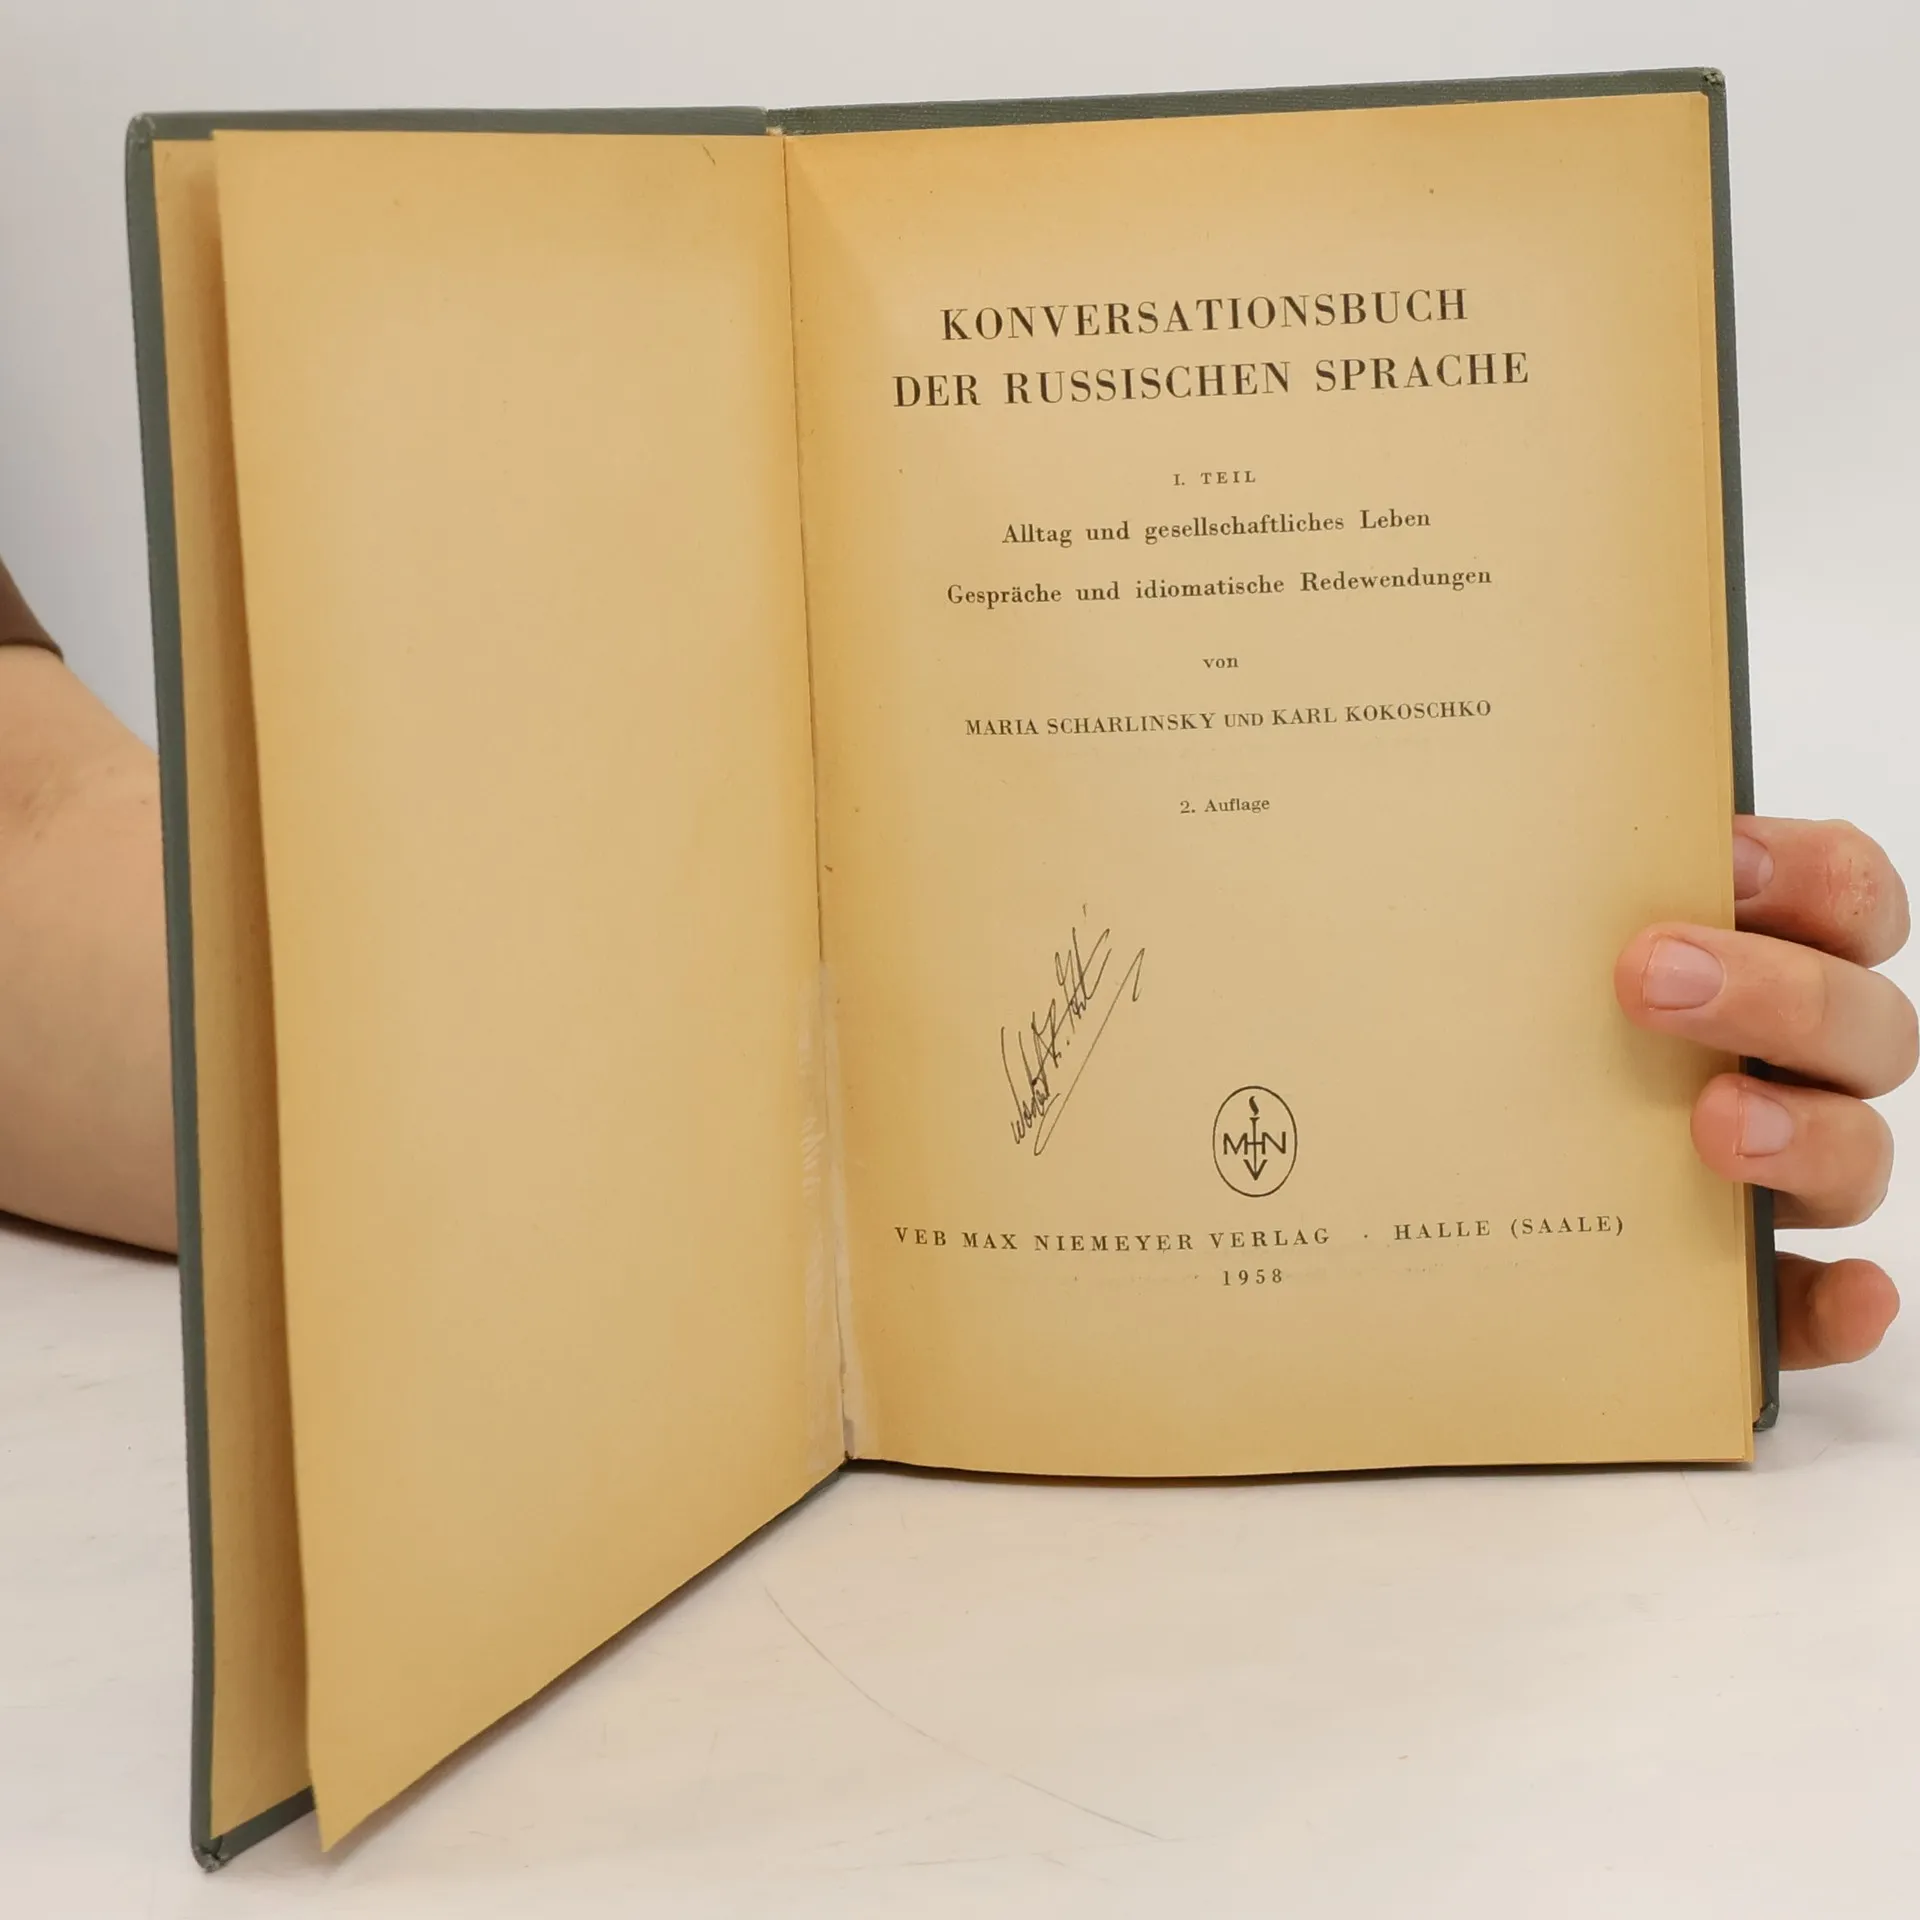 KONVERSATIONSBUCH
DER RUSSISCHEN SPRACHE
I. TEIL
Alltag und gesellschaftliches Leben
Gespräche und idiomatische Redewendungen
von
MARIA SCHARLINSKY UND KARL KOKOSCHKO
2. Auflage
MNV
VEB MAX NIEMEYER VERLAG · HALLE (SAALE)
1958